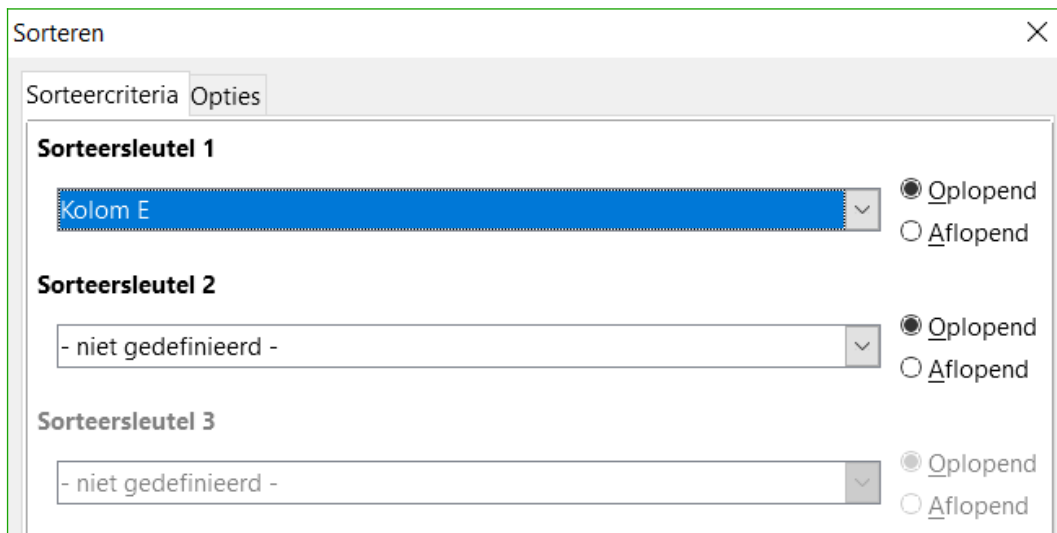 Sorteren
Sorteercriteria Opties
Sorteersleutel 1
Kolom E
Oplopend
Aflopend
Sorteersleutel 2
- niet gedefinieerd -
Oplopend
Aflopend
Sorteersleutel 3
- niet gedefinieerd -
Oplopend
Aflopend